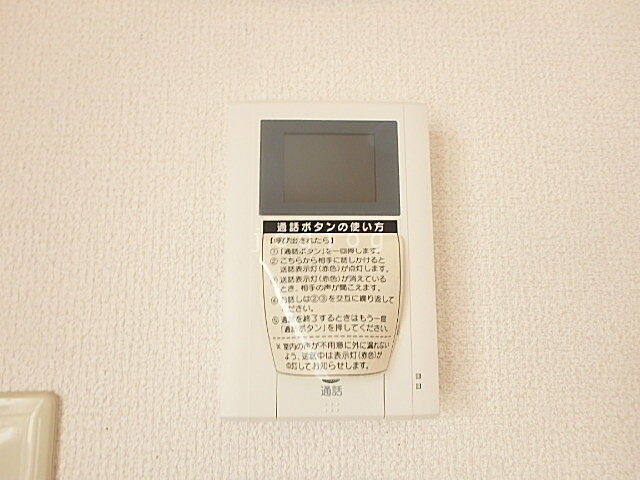 通話ボタンの使い方
【呼び出されたら】
①「通話ボタン」を一回押します。
② こちらから相手に話しかけると
送話表示灯(赤色)が点灯します。
③ 送話表示灯(赤色)が消えている
とき、相手の声が聞こえます。
④ お話しは②③を交互に繰り返して
ください。
⑤ 通話を終了するときはもう一度
「通話ボタン」を押してください。
※ 室内の声が不用意に外に漏れない
よう、送話中は表示灯(赤色)が
点灯してお知らせします。
通話